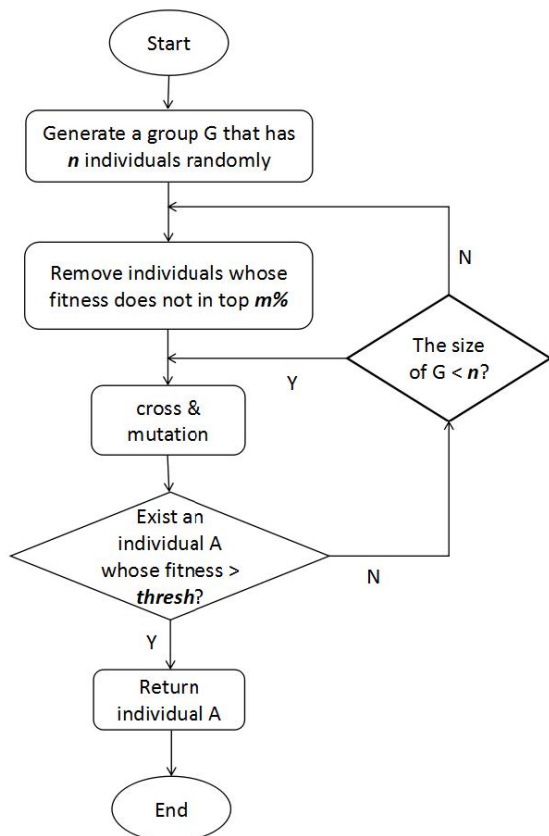 Start
Generate a group G that has
n individuals randomly
N
Remove individuals whose
fitness does not in top m%
The size
of G < n?
Y
cross &
mutation
Exist an
individual A
whose fitness >
thresh?
N
Y
Return
individual A
End